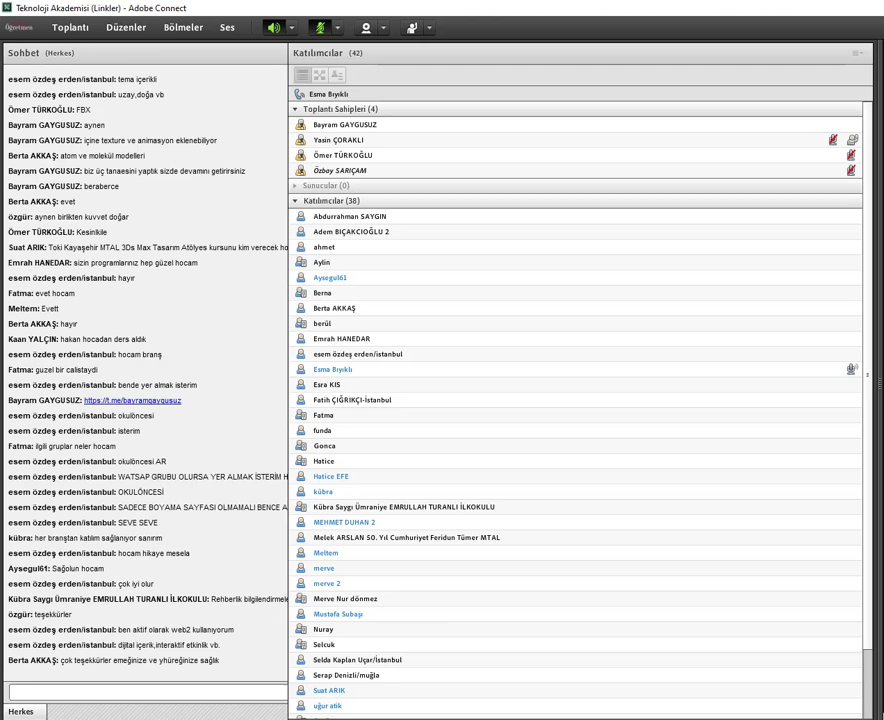 Teknoloji Akademisi (Linkler) - Adobe Connect
Öğretmen Toplantı Düzenler Bölmeler Ses
Sohbet (Herkes)
esem özdeş erden/istanbul: tema içerikli
esem özdeş erden/istanbul: uzay,doğa vb
Ömer TÜRKOĞLU: FBX
Bayram GAYGUSUZ: aynen
Bayram GAYGUSUZ: içine texture ve animasyon eklenebiliyor
Berta AKKAŞ: atom ve molekül modelleri
Bayram GAYGUSUZ: biz üç tanaesini yaptık sizde devamını getirirsiniz
Bayram GAYGUSUZ: beraberce
Berta AKKAŞ: evet
özgür: aynen birlikten kuvvet doğar
Ömer TÜRKOĞLU: Kesinlkile
Suat ARIK: Toki Kayaşehir MTAL 3Ds Max Tasarım Atölyes kursunu kim verecek ho
Emrah HANEDAR: sizin programlarınız hep güzel hocam
esem özdeş erden/istanbul: hayır
Fatma: evet hocam
Meltem: Evett
Berta AKKAŞ: hayır
Kaan YALÇIN: hakan hocadan ders aldık
esem özdeş erden/istanbul: hocam branş
Fatma: guzel bir calistaydi
esem özdeş erden/istanbul: bende yer almak isterim
Bayram GAYGUSUZ: https://t.me/bayramgaygusuz
esem özdeş erden/istanbul: okulöncesi
esem özdeş erden/istanbul: isterim
Fatma: ilgili gruplar neler hocam
esem özdeş erden/istanbul: okulöncesi AR
esem özdeş erden/istanbul: WATSAP GRUBU OLURSA YER ALMAK İSTERİM H
esem özdeş erden/istanbul: OKULÖNCESİ
esem özdeş erden/istanbul: SADECE BOYAMA SAYFASI OLMAMALI BENCE A
esem özdeş erden/istanbul: SEVE SEVE
kübra: her branştan katılım sağlanıyor sanırım
esem özdeş erden/istanbul: hocam hikaye mesela
Aysegul61: Sağolun hocam
esem özdeş erden/istanbul: çok iyi olur
Kübra Saygı Ümraniye EMRULLAH TURANLI İLKOKULU: Rehberlik bilgilendirmele
özgür: teşekkürler
esem özdeş erden/istanbul: ben aktif olarak web2 kullanıyorum
esem özdeş erden/istanbul: dijital içerik,interaktif etkinlik vb.
Berta AKKAŞ: çok teşekkürler emeğinize ve yhüreğinize sağlık
Herkes
Katılımcılar (42)
Esma Bıyıklı
Toplantı Sahipleri (4)
Bayram GAYGUSUZ
Yasin ÇORAKLI
Ömer TÜRKOĞLU
Özbay SARIÇAM
Sunucular (0)
Katılımcılar (38)
Abdurrahman SAYGIN
Adem BIÇAKCIOĞLU 2
ahmet
Aylin
Aysegul61
Berna
Berta AKKAŞ
berül
Emrah HANEDAR
esem özdeş erden/istanbul
Esma Bıyıklı
Esra KIS
Fatih ÇIĞRIKÇI-İstanbul
Fatma
funda
Gonca
Hatice
Hatice EFE
kübra
Kübra Saygı Ümraniye EMRULLAH TURANLI İLKOKULU
MEHMET DUHAN 2
Melek ARSLAN 50. Yıl Cumhuriyet Feridun Tümer MTAL
Meltem
merve
merve 2
Merve Nur dönmez
Mustafa Subaşı
Nuray
Selcuk
Selda Kaplan Uçar/İstanbul
Serap Denizli/muğla
Suat ARIK
uğur atik